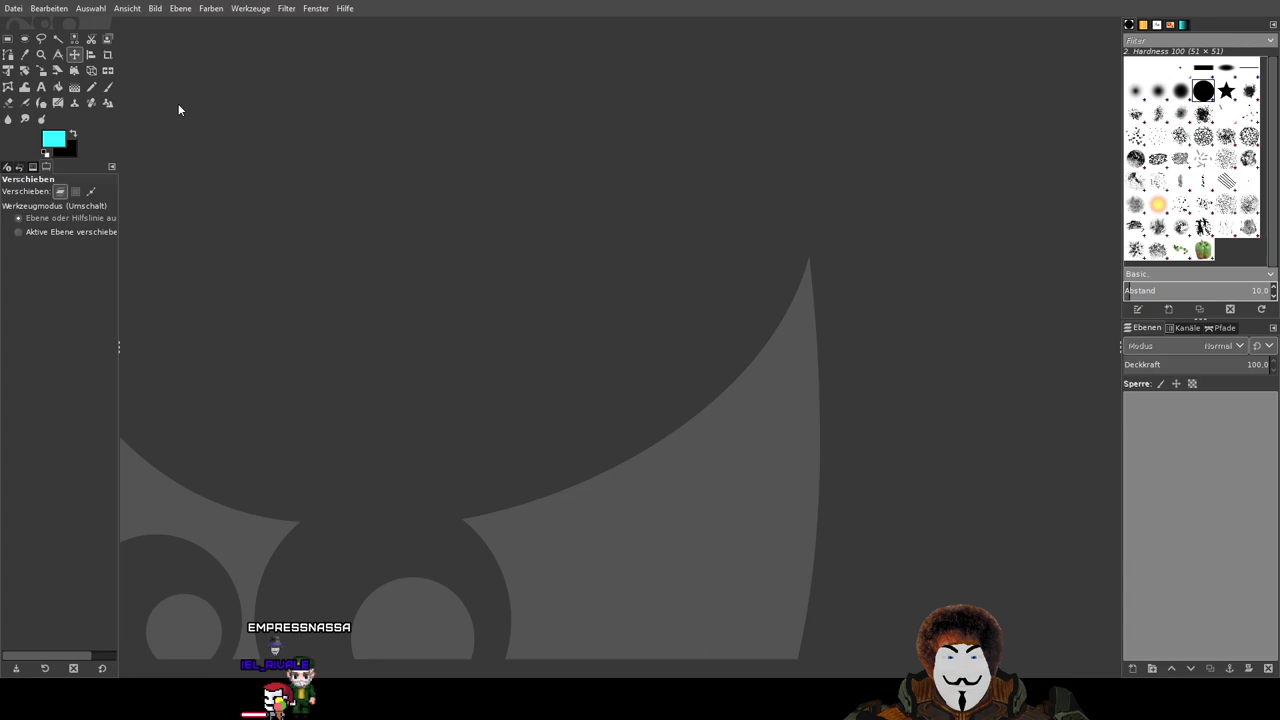 Datei Bearbeiten Auswahl Ansicht Bild Ebene Farben Werkzeuge Filter Fenster Hilfe
Filter
2. Hardness 100 (51 × 51)
Verschieben
Verschieben:
Werkzeugmodus (Umschalt)
Ebene oder Hilfslinie au
Aktive Ebene verschiebe
Basic,
Abstand 10,0
Ebenen Kanäle Pfade
Modus Normal
Deckkraft 100,0
Sperre:
EMPRESSNASSA
IEL_RIVALE